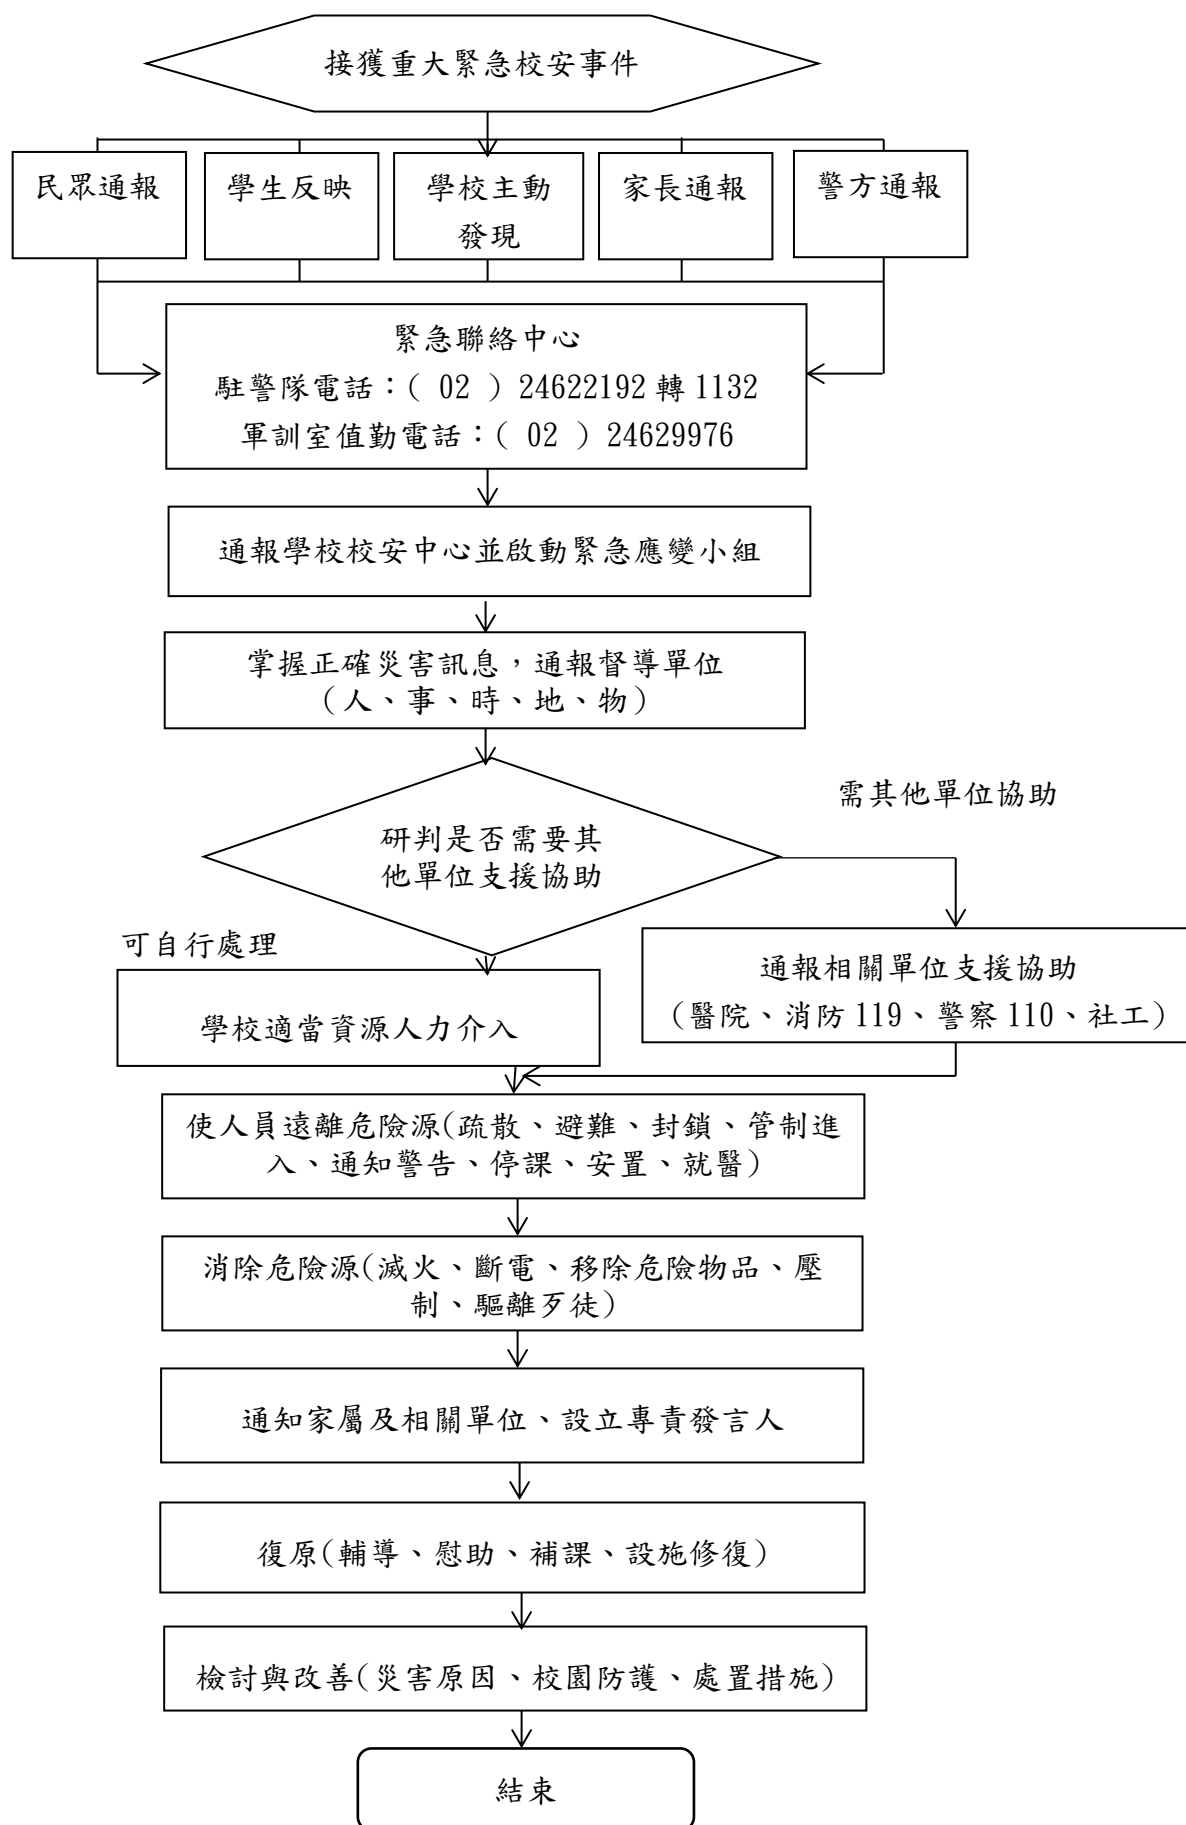 接獲重大緊急校安事件
民眾通報
學生反映
學校主動
發現
家長通報
警方通報
緊急聯絡中心
駐警隊電話：( 02 ) 24622192 轉 1132
軍訓室值勤電話：( 02 ) 24629976
通報學校校安中心並啟動緊急應變小組
掌握正確災害訊息，通報督導單位
(人、事、時、地、物)
研判是否需要其
他單位支援協助
需其他單位協助
可自行處理
學校適當資源人力介入
通報相關單位支援協助
(醫院、消防 119、警察 110、社工)
使人員遠離危險源(疏散、避難、封鎖、管制進
入、通知警告、停課、安置、就醫)
消除危險源(滅火、斷電、移除危險物品、壓
制、驅離歹徒)
通知家屬及相關單位、設立專責發言人
復原(輔導、慰助、補課、設施修復)
檢討與改善(災害原因、校園防護、處置措施)
結束